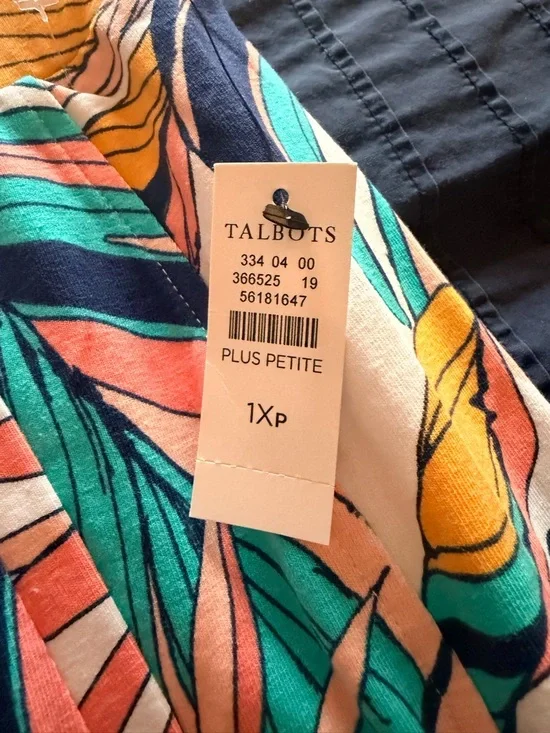 TALBOTS
334 04 00
366525 19
56181647
PLUS PETITE
1XP